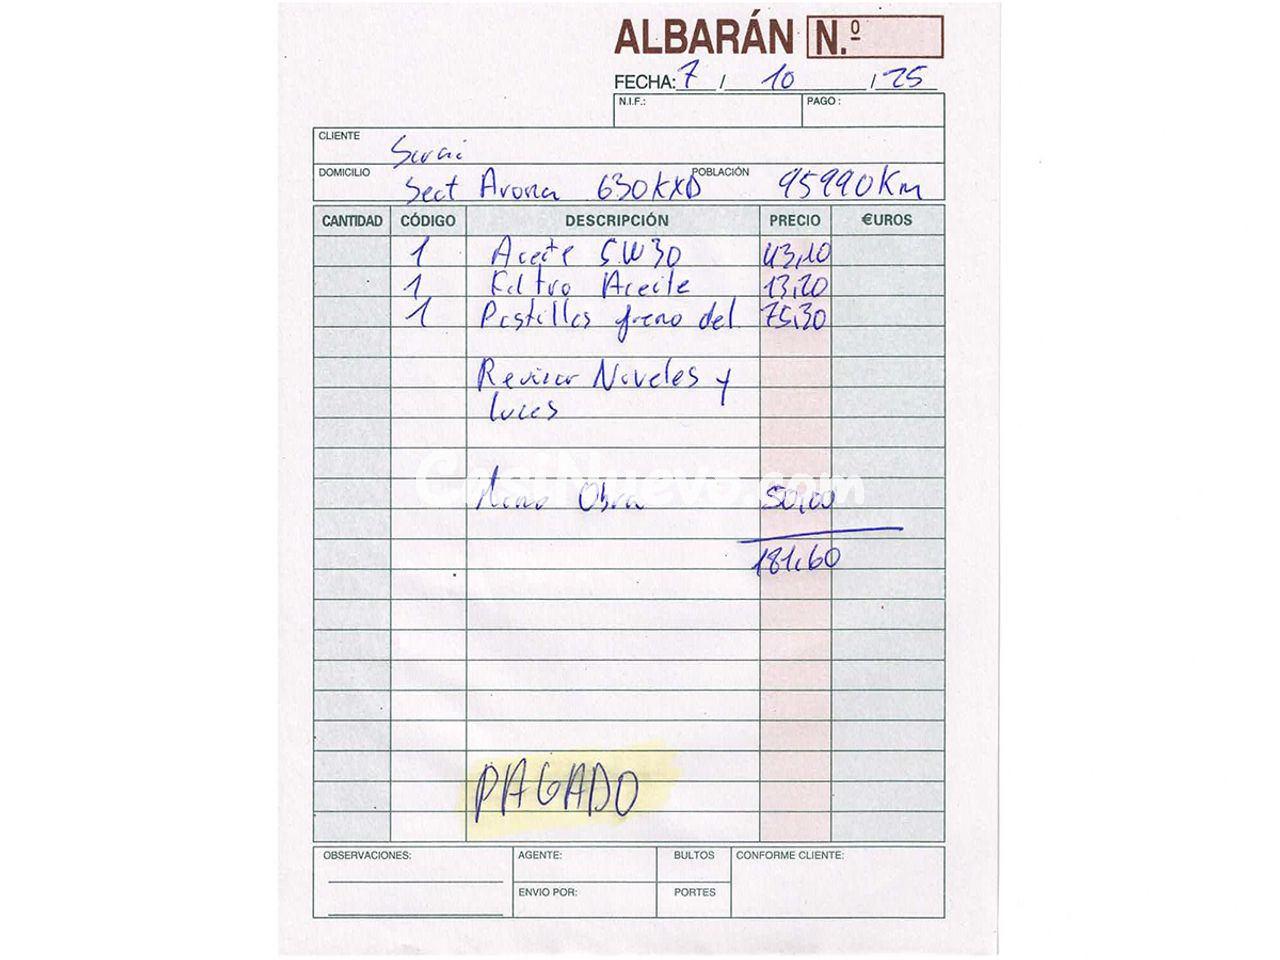 ALBARÁN N.º
FECHA: 7 / 10 / 25
N.I.F.: PAGO:
CLIENTE
DOMICILIO POBLACIÓN
Seat Arona 630KXD 95990Km
CANTIDAD CÓDIGO DESCRIPCIÓN PRECIO €UROS
1 Aceite 5W30 43,10
1 Filtro Aceite 13,20
1 Pastillas freno del. 75,30
Revisar Niveles y
luces
CasiNuevo.com
Mano Obra 50,00
181,60
PAGADO
OBSERVACIONES: AGENTE: BULTOS CONFORME CLIENTE:
ENVIO POR: PORTES